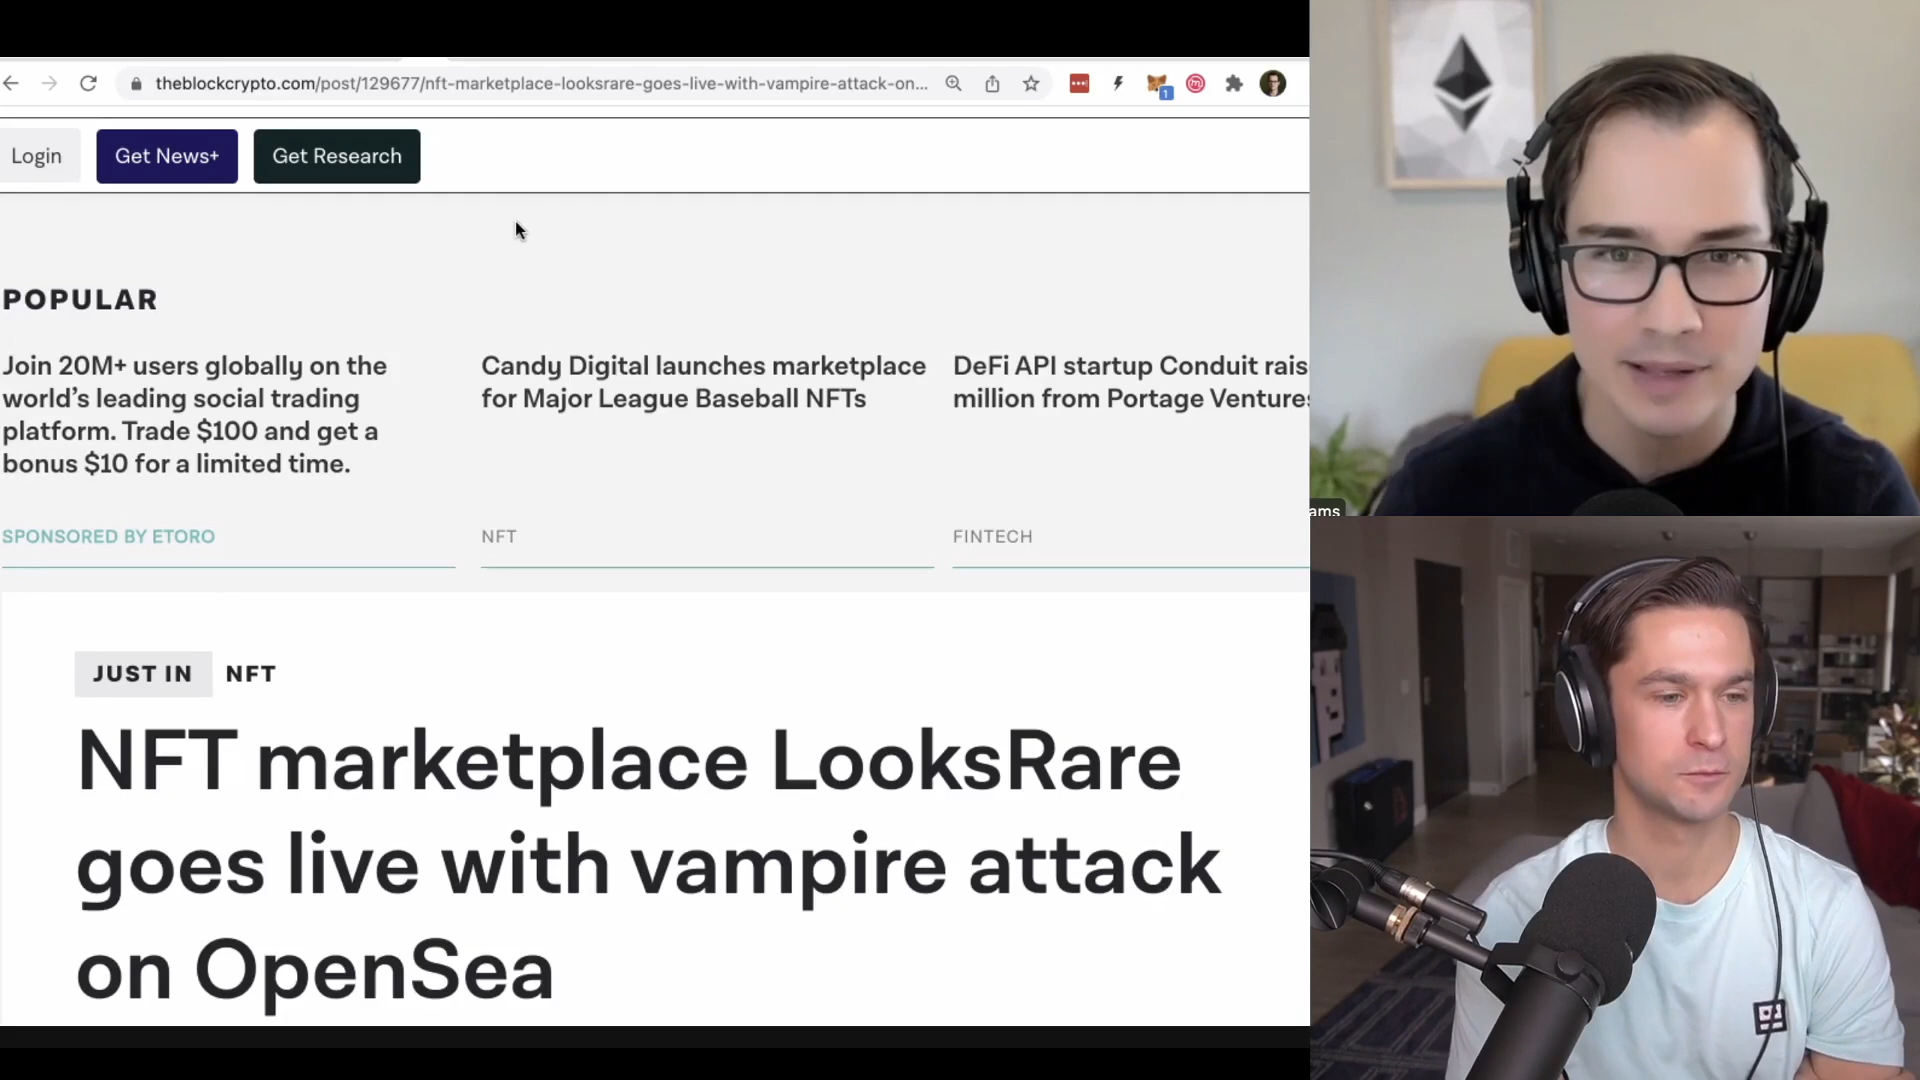 theblockcrypto.com/post/129677/nft-marketplace-looksrare-goes-live-with-vampire-attack-on...
1
Login
Get News+
Get Research
POPULAR
Join 20M+ users globally on the
world’s leading social trading
platform. Trade $100 and get a
bonus $10 for a limited time.
SPONSORED BY ETORO
Candy Digital launches marketplace
for Major League Baseball NFTs
NFT
DeFi API startup Conduit rais
million from Portage Ventures
FINTECH
JUST IN NFT
NFT marketplace LooksRare
goes live with vampire attack
on OpenSea
ams